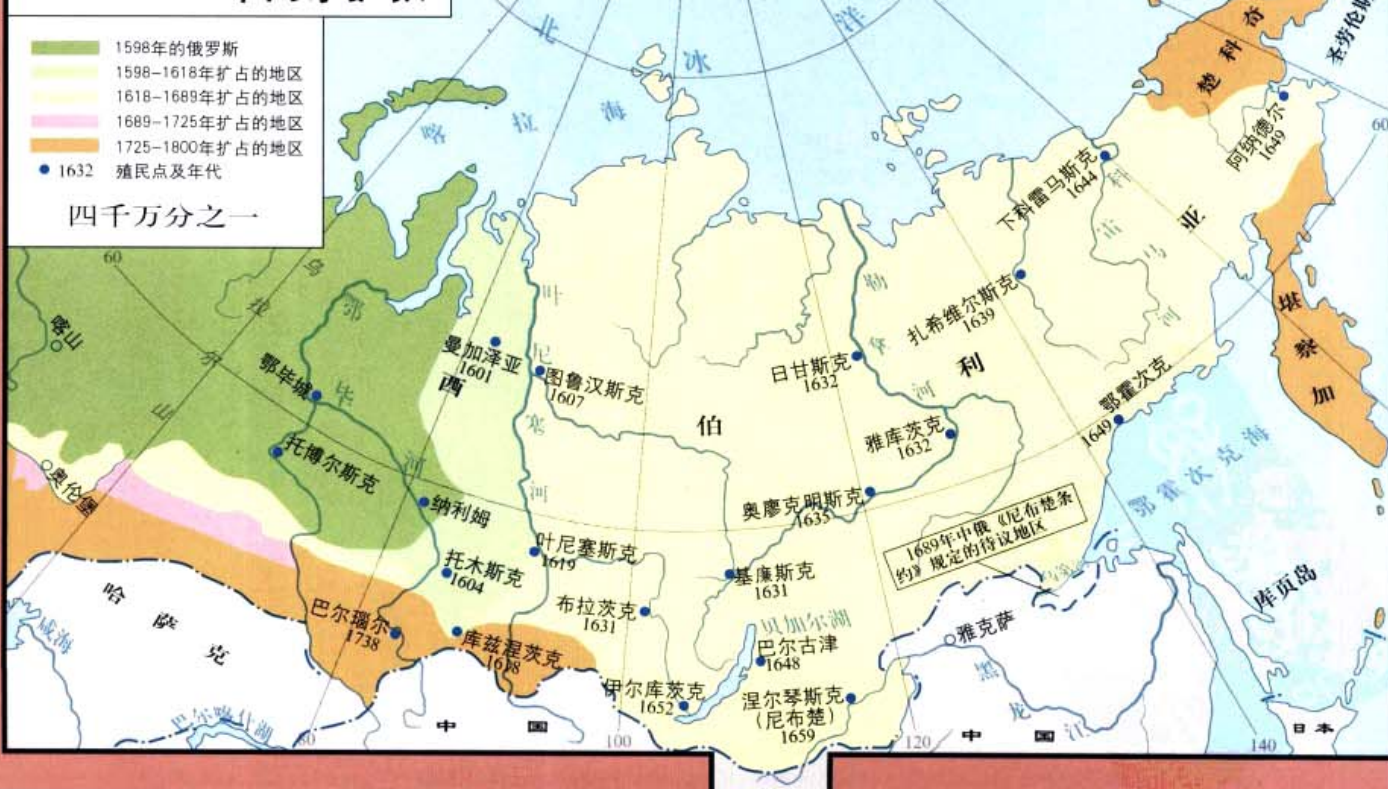 1598年的俄罗斯
1598-1618年扩占的地区
1618-1689年扩占的地区
1689-1725年扩占的地区
1725-1800年扩占的地区
1632 殖民点及年代
四千万分之一
北
冰
洋
喀
拉
海
楚
科
奇
圣劳伦斯
60
阿纳德尔
1649
下科雷马斯克
1644
科
雷
马
河
亚
60
乌
拉
尔
山
喀山
鄂
毕
河
鄂毕城
托博尔斯克
曼加泽亚
1601
西
叶
尼
塞
河
图鲁汉斯克
1607
伯
利
勒
拿
河
日甘斯克
1632
扎希维尔斯克
1639
雅库茨克
1632
鄂霍次克
1649
堪
察
加
鄂霍次克海
奥伦堡
纳利姆
奥廖克明斯克
1635
叶尼塞斯克
1619
托木斯克
1604
基廉斯克
1631
1689年中俄《尼布楚条
约》规定的待议地区
布拉茨克
1631
贝加尔湖
巴尔古津
1648
巴尔瑙尔
1738
库兹涅茨克
1618
伊尔库茨克
1652
涅尔琴斯克
(尼布楚)
1659
雅克萨
库页岛
哈
萨
克
咸海
巴尔喀什湖
80
中
国
100
120
中
国
黑
龙
江
140
日本